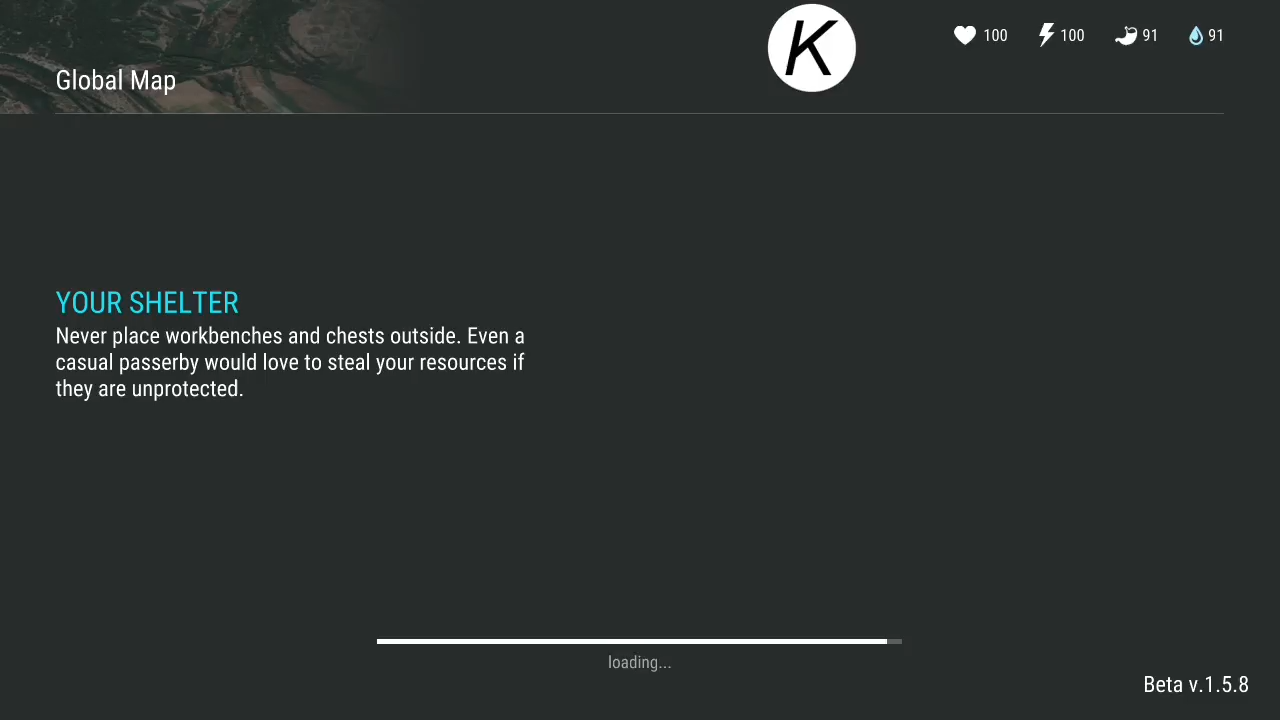 K
100 100 91 91
Global Map
YOUR SHELTER
Never place workbenches and chests outside. Even a
casual passerby would love to steal your resources if
they are unprotected.
loading...
Beta v.1.5.8